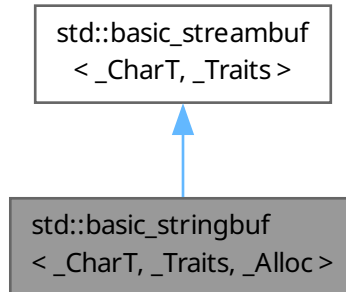 std::basic_streambuf
< _CharT, _Traits >
std::basic_stringbuf
< _CharT, _Traits, _Alloc >